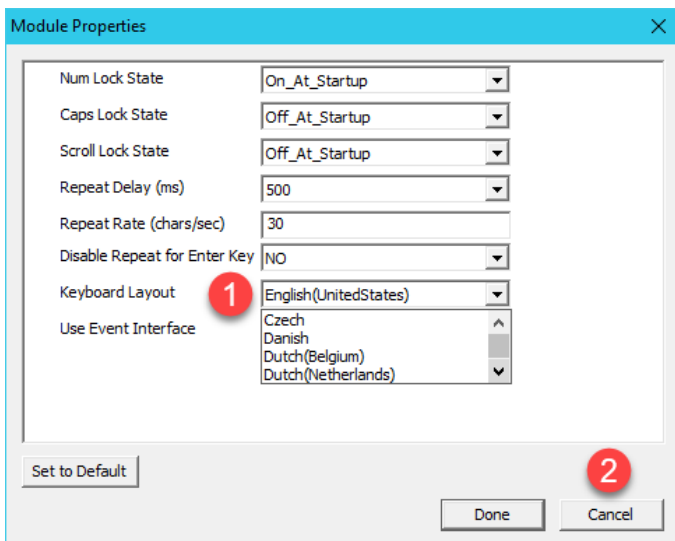 Module Properties
Num Lock State On_At_Startup
Caps Lock State Off_At_Startup
Scroll Lock State Off_At_Startup
Repeat Delay (ms) 500
Repeat Rate (chars/sec) 30
Disable Repeat for Enter Key NO
Keyboard Layout 1 English(UnitedStates)
Use Event Interface Czech
Danish
Dutch(Belgium)
Dutch(Netherlands)
Set to Default
2
Done Cancel